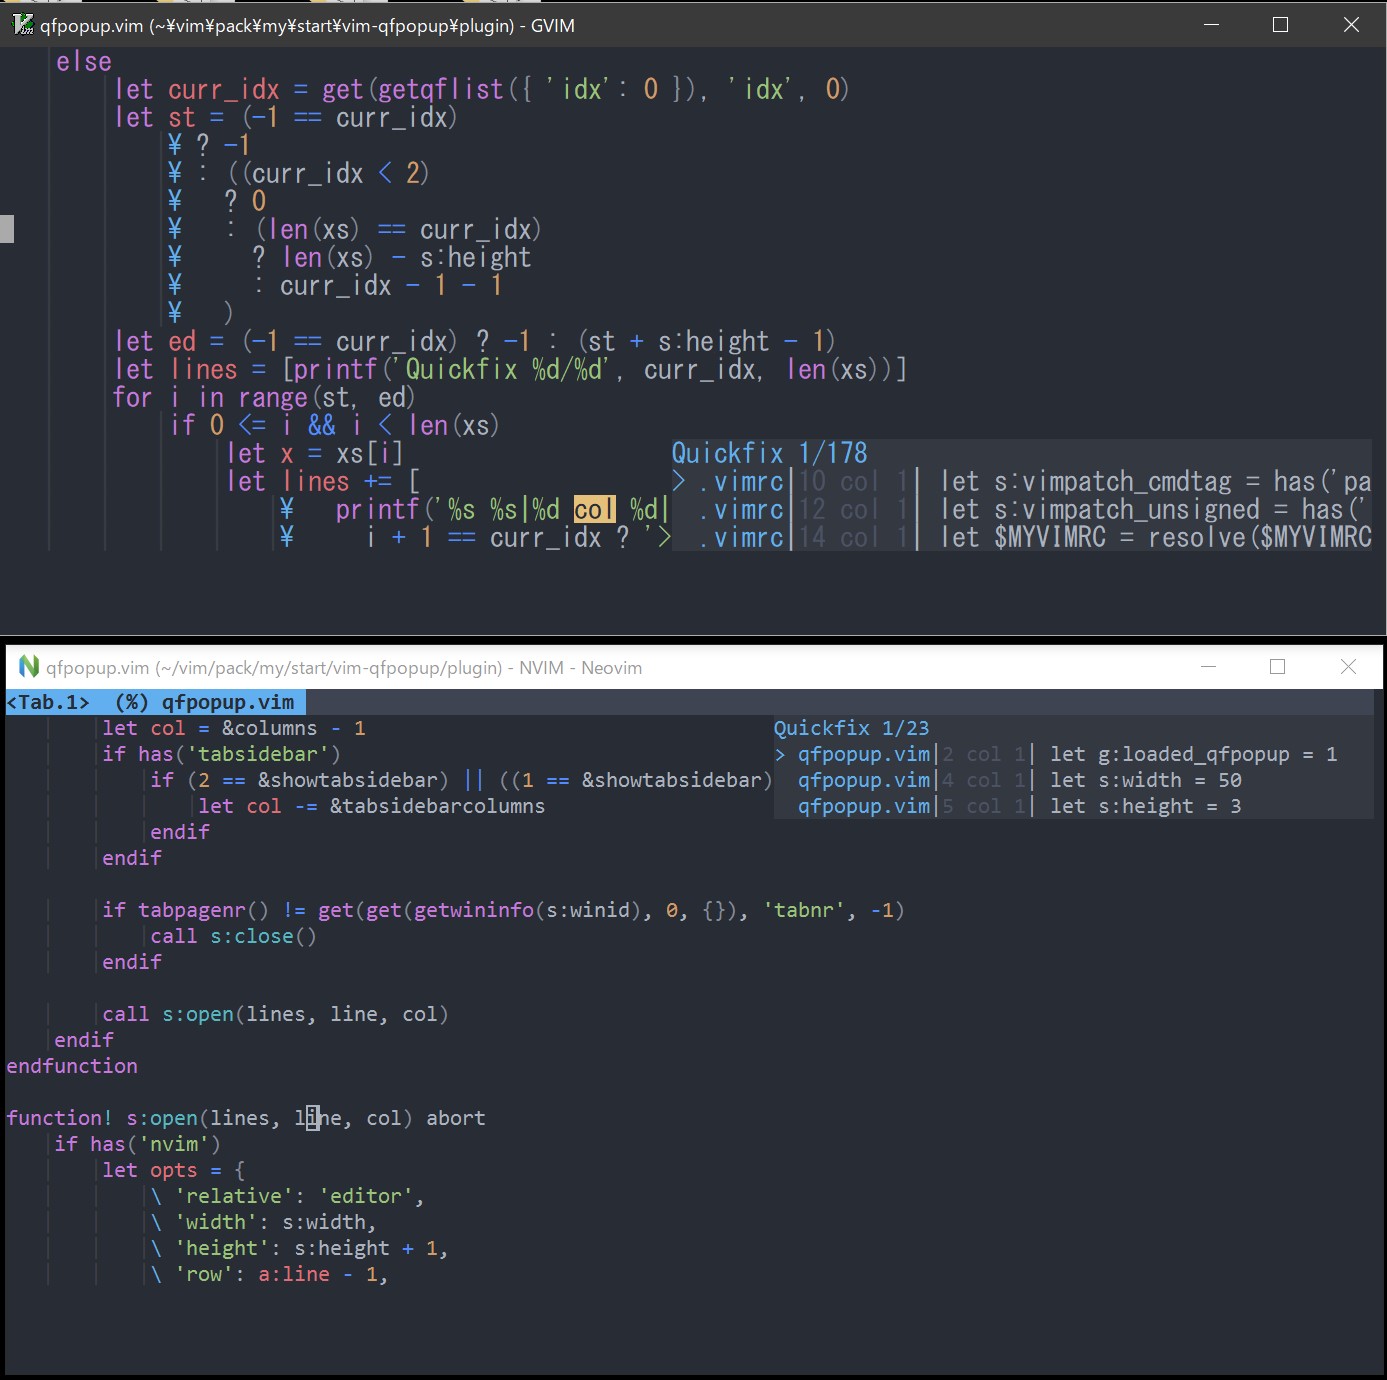 qfpopup.vim (~¥vim¥pack¥my¥start¥vim-qfpopup¥plugin) - GVIM
else
let curr_idx = get(getqflist({ 'idx': 0 }), 'idx', 0)
let st = (-1 == curr_idx)
¥ ? -1
¥ : ((curr_idx < 2)
¥   ? 0
¥   : (len(xs) == curr_idx)
¥     ? len(xs) - s:height
¥     : curr_idx - 1 - 1
¥   )
let ed = (-1 == curr_idx) ? -1 : (st + s:height - 1)
let lines = [printf('Quickfix %d/%d', curr_idx, len(xs))]
for i in range(st, ed)
if 0 <= i && i < len(xs)
let x = xs[i] Quickfix 1/178
let lines += [ > .vimrc|10 col 1| let s:vimpatch_cmdtag = has('pa
¥   printf('%s %s|%d col %d| .vimrc|12 col 1| let s:vimpatch_unsigned = has('
¥     i + 1 == curr_idx ? '> .vimrc|14 col 1| let $MYVIMRC = resolve($MYVIMRC
qfpopup.vim (~/vim/pack/my/start/vim-qfpopup/plugin) - NVIM - Neovim
<Tab.1>  (%) qfpopup.vim
let col = &columns - 1 Quickfix 1/23
if has('tabsidebar') > qfpopup.vim|2 col 1| let g:loaded_qfpopup = 1
if (2 == &showtabsidebar) || ((1 == &showtabsidebar) qfpopup.vim|4 col 1| let s:width = 50
let col -= &tabsidebarcolumns qfpopup.vim|5 col 1| let s:height = 3
endif
endif
if tabpagenr() != get(get(getwininfo(s:winid), 0, {}), 'tabnr', -1)
call s:close()
endif
call s:open(lines, line, col)
endif
endfunction
function! s:open(lines, line, col) abort
if has('nvim')
let opts = {
\ 'relative': 'editor',
\ 'width': s:width,
\ 'height': s:height + 1,
\ 'row': a:line - 1,